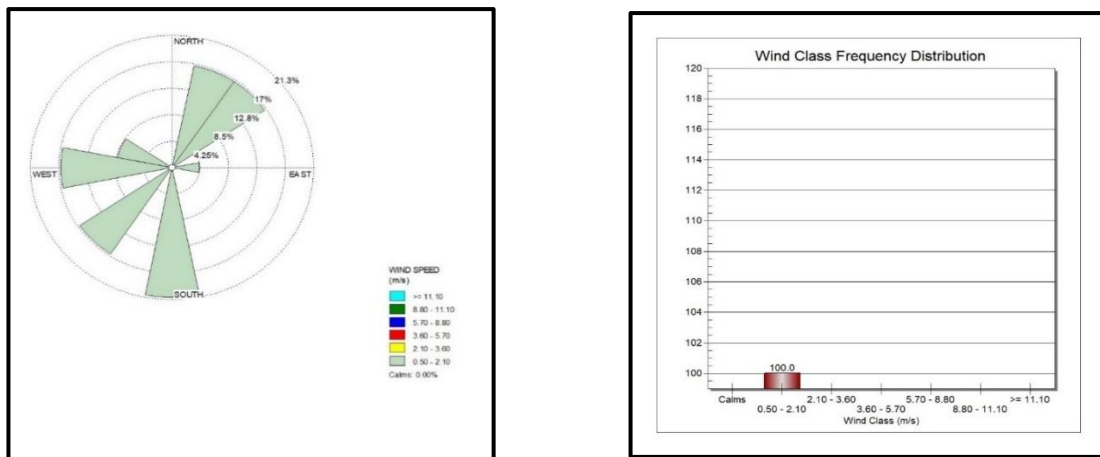 NORTH
21.3%
17%
12.8%
8.5%
4.25%
WEST
EAST
SOUTH
WIND SPEED
(m/s)
>= 11.10
8.80 - 11.10
5.70 - 8.80
3.60 - 5.70
2.10 - 3.60
0.50 - 2.10
Calms: 0.00%
Wind Class Frequency Distribution
120
118
116
114
112
110
108
106
104
102
100
100.0
Calms
0.50 - 2.10
2.10 - 3.60
3.60 - 5.70
5.70 - 8.80
8.80 - 11.10
>= 11.10
Wind Class (m/s)